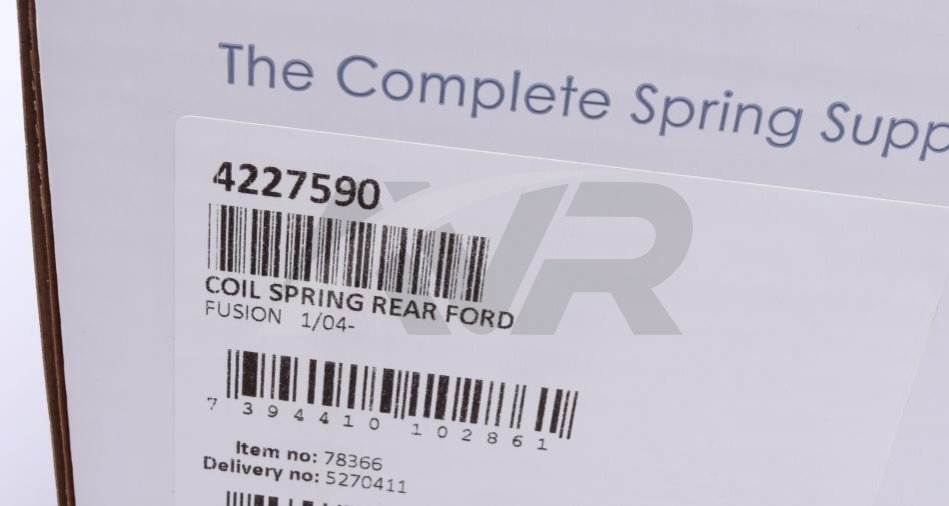 The Complete Spring Supp
4227590
COIL SPRING REAR FORD
FUSION 1/04-
7 394410 102861
Item no: 78366
Delivery no: 5270411